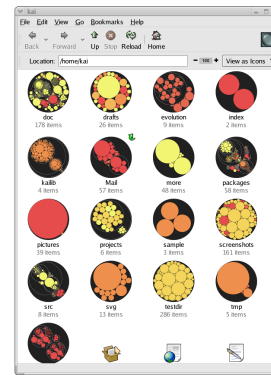 kai
File Edit View Go Bookmarks Help
Back Forward Up Stop Reload Home
Location: /home/kai 100 View as Icons
doc drafts evolution index
178 items 26 items 9 items 2 items
kailib Mail more packages
4 items 57 items 48 items 58 items
pictures projects sample screenshots
39 items 6 items 3 items 161 items
src svg testdir tmp
8 items 13 items 286 items 5 items